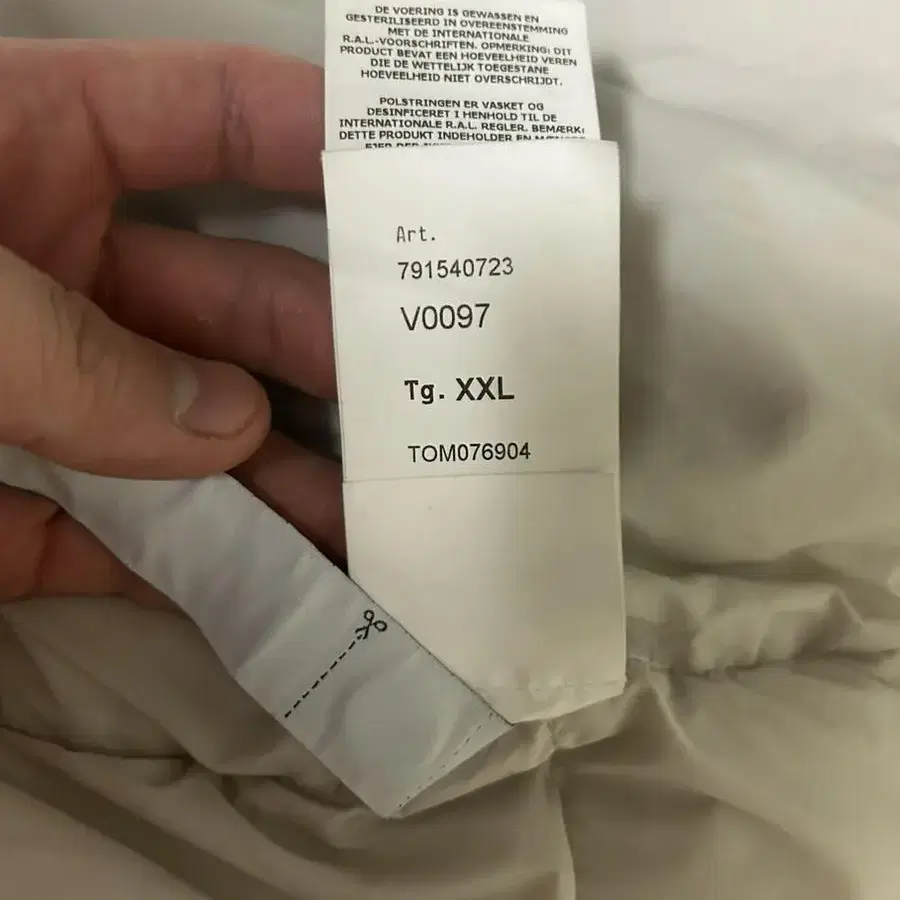 DE VOERING IS GEWASSEN EN
GESTERILISEERD IN OVEREENSTEMMING
MET DE INTERNATIONALE
R.A.L.-VOORSCHRIFTEN. OPMERKING: DIT
PRODUCT BEVAT EEN HOEVEELHEID VEREN
DIE DE WETTELIJK TOEGESTANE
HOEVEELHEID NIET OVERSCHRIJDT.
POLSTRINGEN ER VASKET OG
DESINFICERET I HENHOLD TIL DE
INTERNATIONALE R.A.L. REGLER. BEMÆRK:
DETTE PRODUKT INDEHOLDER EN MÆNGDE
Art.
791540723
V0097
Tg. XXL
TOM076904